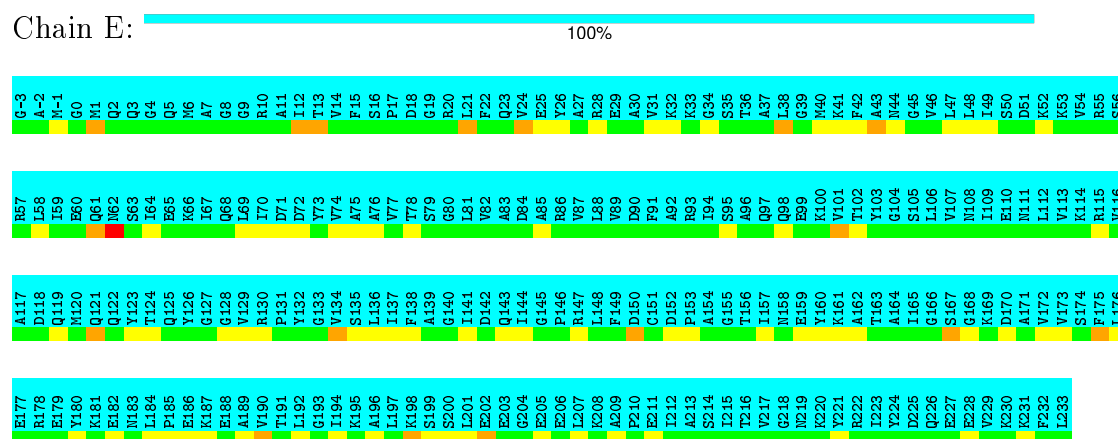 Chain E:
100%
G-3 A-2 M-1 G0 M1 Q2 Q3 G4 Q5 M6 A7 G8 G9 R10 A11 I12 T13 V14 F15 S16 P17 D18 G19 R20 L21 F22 Q23 V24 E25 Y26 A27 R28 E29 A30 V31 K32 K33 G34 S35 T36 A37 L38 G39 M40 K41 F42 A43 N44 G45 V46 L47 L48 I49 S50 D51 K52 K53 V54 R55 S56
R57 L58 I59 E60 Q61 N62 S63 I64 E65 K66 I67 Q68 L69 I70 D71 D72 Y73 V74 A75 A76 V77 T78 S79 G80 L81 V82 A83 D84 A85 R86 V87 L88 V89 D90 F91 A92 R93 I94 S95 A96 Q97 Q98 E99 K100 V101 T102 Y103 G104 S105 L106 V107 N108 I109 E110 N111 L112 V113 K114 R115 V116
A117 D118 Q119 M120 Q121 Q122 Y123 T124 Q125 Y126 G127 G128 V129 R130 P131 Y132 G133 V134 S135 L136 I137 F138 A139 G140 I141 D142 Q143 I144 G145 P146 R147 L148 F149 D150 C151 D152 P153 A154 G155 T156 I157 N158 E159 Y160 K161 A162 T163 A164 I165 G166 S167 G168 K169 D170 A171 V172 V173 S174 F175 L176
E177 R178 E179 Y180 K181 E182 N183 L184 P185 E186 K187 E188 A189 V190 T191 L192 G193 I194 K195 A196 L197 K198 S199 S200 L201 E202 E203 G204 E205 E206 L207 K208 A209 P210 E211 I212 A213 S214 I215 T216 V217 G218 N219 K220 Y221 R222 I223 Y224 D225 Q226 E227 E228 V229 K230 K231 F232 L233